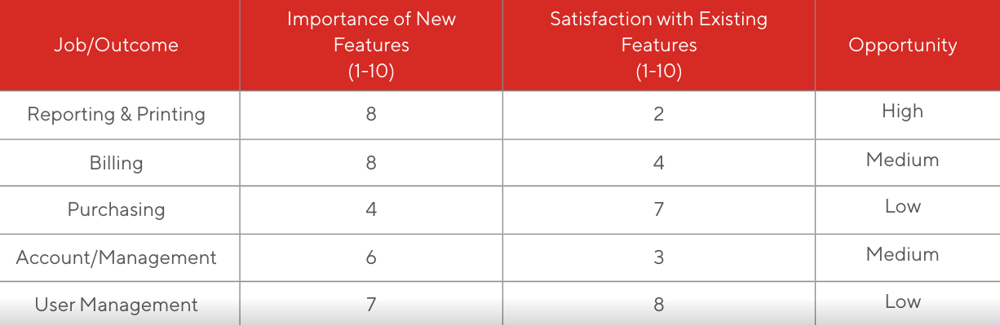 Job/Outcome
Importance of New
Features
(1-10)
Satisfaction with Existing
Features
(1-10)
Opportunity
Reporting & Printing 8 2 High
Billing 8 4 Medium
Purchasing 4 7 Low
Account/Management 6 3 Medium
User Management 7 8 Low